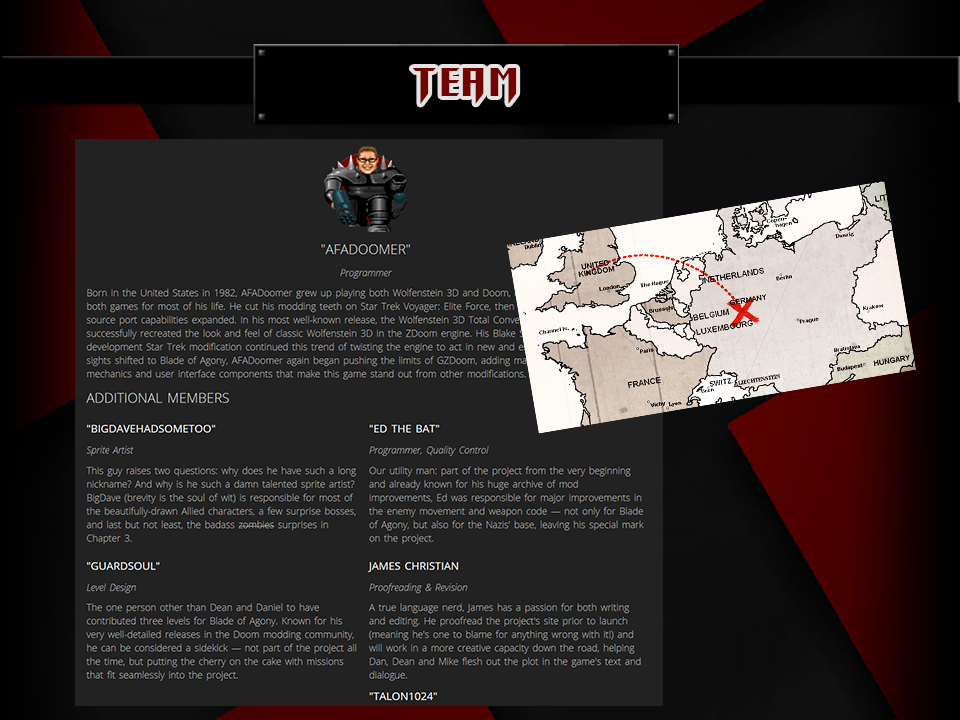 TEAM
"AFADOOMER"
Programmer
Born in the United States in 1982, AFADoomer grew up playing both Wolfenstein 3D and Doom,
both games for most of his life. He cut his modding teeth on Star Trek Voyager: Elite Force, then
source port capabilities expanded. In his most well-known release, the Wolfenstein 3D Total Conve
successfully recreated the look and feel of classic Wolfenstein 3D in the ZDoom engine. His Blake S
development Star Trek modification continued this trend of twisting the engine to act in new and e
sights shifted to Blade of Agony, AFADoomer again began pushing the limits of GZDoom, adding ma
mechanics and user interface components that make this game stand out from other modifications.
ADDITIONAL MEMBERS
"BIGDAVEHADSOMETOO"
Sprite Artist
This guy raises two questions: why does he have such a long
nickname? And why is he such a damn talented sprite artist?
BigDave (brevity is the soul of wit) is responsible for most of
the beautifully-drawn Allied characters, a few surprise bosses,
and last but not least, the badass zombies surprises in
Chapter 3.
"ED THE BAT"
Programmer, Quality Control
Our utility man: part of the project from the very beginning
and already known for his huge archive of mod
improvements, Ed was responsible for major improvements in
the enemy movement and weapon code — not only for Blade
of Agony, but also for the Nazis' base, leaving his special mark
on the project.
"GUARDSOUL"
Level Design
The one person other than Dean and Daniel to have
contributed three levels for Blade of Agony. Known for his
very well-detailed releases in the Doom modding community,
he can be considered a sidekick — not part of the project all
the time, but putting the cherry on the cake with missions
that fit seamlessly into the project.
JAMES CHRISTIAN
Proofreading & Revision
A true language nerd, James has a passion for both writing
and editing. He proofread the project's site prior to launch
(meaning he's one to blame for anything wrong with it!) and
will work in a more creative capacity down the road, helping
Dan, Dean and Mike flesh out the plot in the game's text and
dialogue.
"TALON1024"
Dublin
UNITED
KINGDOM
London
The Hague
NETHERLANDS
Copen-
hagen
LIT
Danzig
Berlin
GERMANY
Brussels
BELGIUM
LUXEMBOURG
Channel Is.
Paris
Prague
Krakow
FRANCE
SWITZ.
LIECHTENSTEIN
Bern
Vichy
Lyon
Bratislava
Budapest
HUNGARY